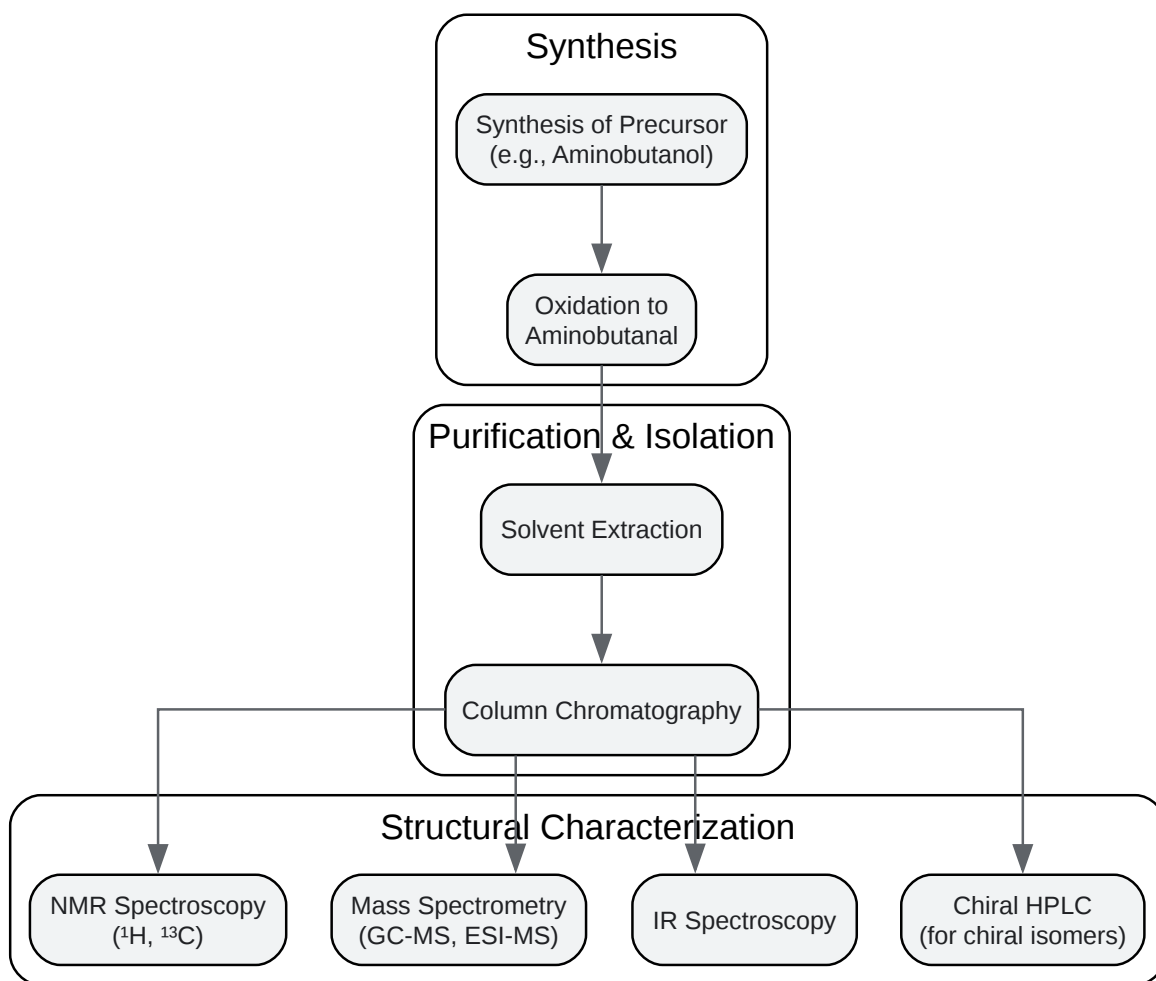 Synthesis
Synthesis of Precursor
(e.g., Aminobutanol)
Oxidation to
Aminobutanal
Purification & Isolation
Solvent Extraction
Column Chromatography
Structural Characterization
NMR Spectroscopy
(¹H, ¹³C)
Mass Spectrometry
(GC-MS, ESI-MS)
IR Spectroscopy
Chiral HPLC
(for chiral isomers)